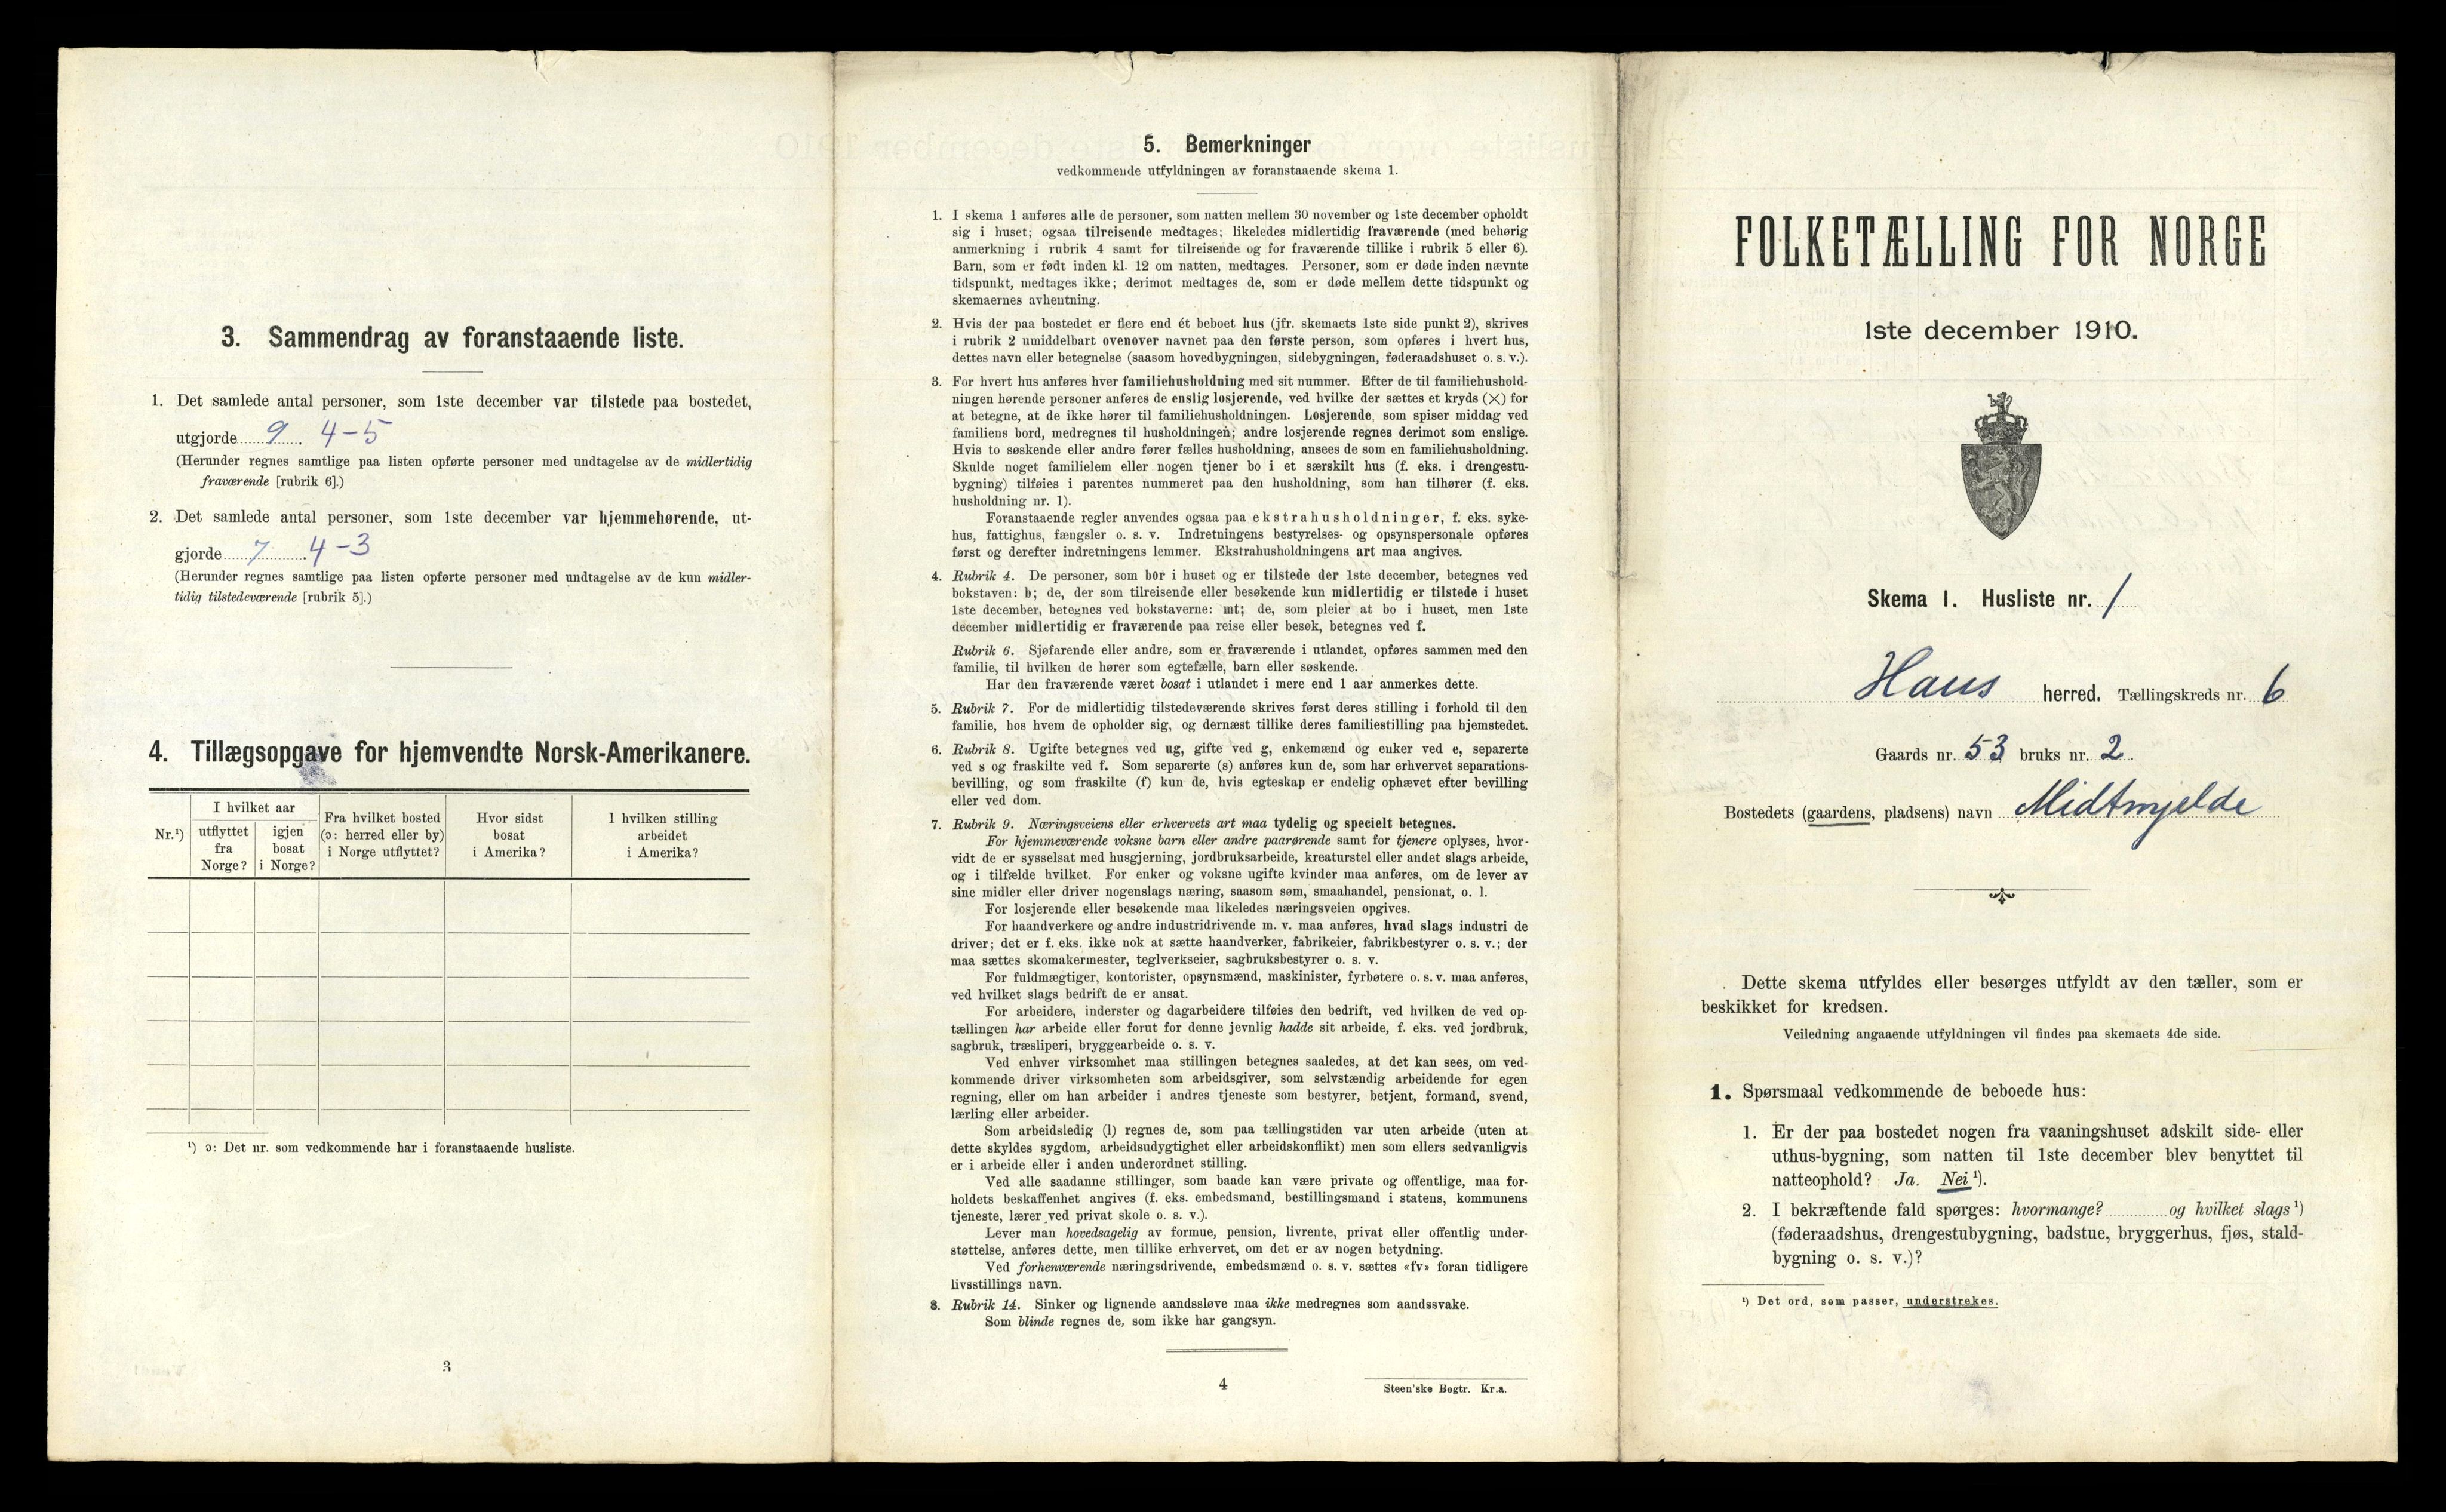 3. Sammendrag av foranstaaende liste.
1. Det samlede antal personer, som 1ste december var tilstede paa bostedet,
utgjorde 9. 4-5
(Herunder regnes samtlige paa listen opførte personer med undtagelse av de midlertidig
fraværende [rubrik 6].)
2. Det samlede antal personer, som 1ste december var hjemmehørende, ut-
gjorde 7. 4-3
(Herunder regnes samtlige paa listen opførte personer med undtagelse av de kun midler-
tidig tilstedeværende [rubrik 5].)
4. Tillægsopgave for hjemvendte Norsk-Amerikanere.
Nr.¹)
I hvilket aar
utflyttet
fra
Norge?
igjen
bosat
i Norge?
Fra hvilket bosted
(ɔ: herred eller by)
i Norge utflyttet?
Hvor sidst
bosat
i Amerika?
I hvilken stilling
arbeidet
i Amerika?
¹) ɔ: Det nr. som vedkommende har i foranstaaende husliste.
3
5. Bemerkninger
vedkommende utfyldningen av foranstaaende skema 1.
1. I skema 1 anføres alle de personer, som natten mellem 30 november og 1ste december opholdt
sig i huset; ogsaa tilreisende medtages; likeledes midlertidig fraværende (med behørig
anmerkning i rubrik 4 samt for tilreisende og for fraværende tillike i rubrik 5 eller 6).
Barn, som er født inden kl. 12 om natten, medtages. Personer, som er døde inden nævnte
tidspunkt, medtages ikke; derimot medtages de, som er døde mellem dette tidspunkt og
skemaernes avhentning.
2. Hvis der paa bostedet er flere end ét beboet hus (jfr. skemaets 1ste side punkt 2), skrives
i rubrik 2 umiddelbart ovenover navnet paa den første person, som opføres i hvert hus,
dettes navn eller betegnelse (saasom hovedbygningen, sidebygningen, føderaadshuset o. s. v.).
3. For hvert hus anføres hver familiehusholdning med sit nummer. Efter de til familiehushold-
ningen hørende personer anføres de enslig losjerende, ved hvilke der sættes et kryds (×) for
at betegne, at de ikke hører til familiehusholdningen. Losjerende, som spiser middag ved
familiens bord, medregnes til husholdningen; andre losjerende regnes derimot som enslige.
Hvis to søskende eller andre fører fælles husholdning, ansees de som en familiehusholdning.
Skulde noget familielem eller nogen tjener bo i et særskilt hus (f. eks. i drengestu-
bygning) tilføies i parentes nummeret paa den husholdning, som han tilhører (f. eks.
husholdning nr. 1).
Foranstaaende regler anvendes ogsaa paa ekstrahusholdninger, f. eks. syke-
hus, fattighus, fængsler o. s. v. Indretningens bestyrelses- og opsynspersonale opføres
først og derefter indretningens lemmer. Ekstrahusholdningens art maa angives.
4. Rubrik 4. De personer, som bor i huset og er tilstede der 1ste december, betegnes ved
bokstaven: b; de, der som tilreisende eller besøkende kun midlertidig er tilstede i huset
1ste december, betegnes ved bokstaverne: mt; de, som pleier at bo i huset, men 1ste
december midlertidig er fraværende paa reise eller besøk, betegnes ved f.
Rubrik 6. Sjøfarende eller andre, som er fraværende i utlandet, opføres sammen med den
familie, til hvilken de hører som egtefælle, barn eller søskende.
Har den fraværende været bosat i utlandet i mere end 1 aar anmerkes dette.
5. Rubrik 7. For de midlertidig tilstedeværende skrives først deres stilling i forhold til den
familie, hos hvem de opholder sig, og dernæst tillike deres familiestilling paa hjemstedet.
6. Rubrik 8. Ugifte betegnes ved ug, gifte ved g, enkemænd og enker ved e, separerte
ved s og fraskilte ved f. Som separerte (s) anføres kun de, som har erhvervet separations-
bevilling, og som fraskilte (f) kun de, hvis egteskap er endelig ophævet efter bevilling
eller ved dom.
7. Rubrik 9. Næringsveiens eller erhvervets art maa tydelig og specielt betegnes.
For hjemmeværende voksne barn eller andre paarørende samt for tjenere oplyses, hvor-
vidt de er sysselsat med husgjerning, jordbruksarbeide, kreaturstel eller andet slags arbeide,
og i tilfælde hvilket. For enker og voksne ugifte kvinder maa anføres, om de lever av
sine midler eller driver nogenslags næring, saasom søm, smaahandel, pensionat, o. l.
For losjerende eller besøkende maa likeledes næringsveien opgives.
For haandverkere og andre industridrivende m. v. maa anføres, hvad slags industri de
driver; det er f. eks. ikke nok at sætte haandverker, fabrikeier, fabrikbestyrer o. s. v.; der
maa sættes skomakermester, teglverkseier, sagbruksbestyrer o. s. v.
For fuldmægtiger, kontorister, opsynsmænd, maskinister, fyrbøtere o. s. v. maa anføres,
ved hvilket slags bedrift de er ansat.
For arbeidere, inderster og dagarbeidere tilføies den bedrift, ved hvilken de ved op-
tællingen har arbeide eller forut for denne jevnlig hadde sit arbeide, f. eks. ved jordbruk,
sagbruk, træsliperi, bryggearbeide o. s. v.
Ved enhver virksomhet maa stillingen betegnes saaledes, at det kan sees, om ved-
kommende driver virksomheten som arbeidsgiver, som selvstændig arbeidende for egen
regning, eller om han arbeider i andres tjeneste som bestyrer, betjent, formand, svend,
lærling eller arbeider.
Som arbeidsledig (l) regnes de, som paa tællingstiden var uten arbeide (uten at
dette skyldes sygdom, arbeidsudygtighet eller arbeidskonflikt) men som ellers sedvanligvis
er i arbeide eller i anden underordnet stilling.
Ved alle saadanne stillinger, som baade kan være private og offentlige, maa for-
holdets beskaffenhet angives (f. eks. embedsmand, bestillingsmand i statens, kommunens
tjeneste, lærer ved privat skole o. s. v.).
Lever man hovedsagelig av formue, pension, livrente, privat eller offentlig under-
støttelse, anføres dette, men tillike erhvervet, om det er av nogen betydning.
Ved forhenværende næringsdrivende, embedsmænd o. s. v. sættes «fv» foran tidligere
livsstillings navn.
8. Rubrik 14. Sinker og lignende aandssløve maa ikke medregnes som aandssvake.
Som blinde regnes de, som ikke har gangsyn.
4
Steen'ske Bogtr. Kr.a.
FOLKETÆLLING FOR NORGE
1ste december 1910.
Skema 1. Husliste nr. 1
Haus herred. Tællingskreds nr. 6
Gaards nr. 53 bruks nr. 2.
Bostedets (gaardens, pladsens) navn Midtmjelde
Dette skema utfyldes eller besørges utfyldt av den tæller, som er
beskikket for kredsen.
Veiledning angaaende utfyldningen vil findes paa skemaets 4de side.
1. Spørsmaal vedkommende de beboede hus:
1. Er der paa bostedet nogen fra vaaningshuset adskilt side- eller
uthus-bygning, som natten til 1ste december blev benyttet til
natteophold? Ja. Nei ¹).
2. I bekræftende fald spørges: hvormange? og hvilket slags ¹)
(føderaadshus, drengestubygning, badstue, bryggerhus, fjøs, stald-
bygning o. s. v.)?
¹) Det ord, som passer, understrekes.